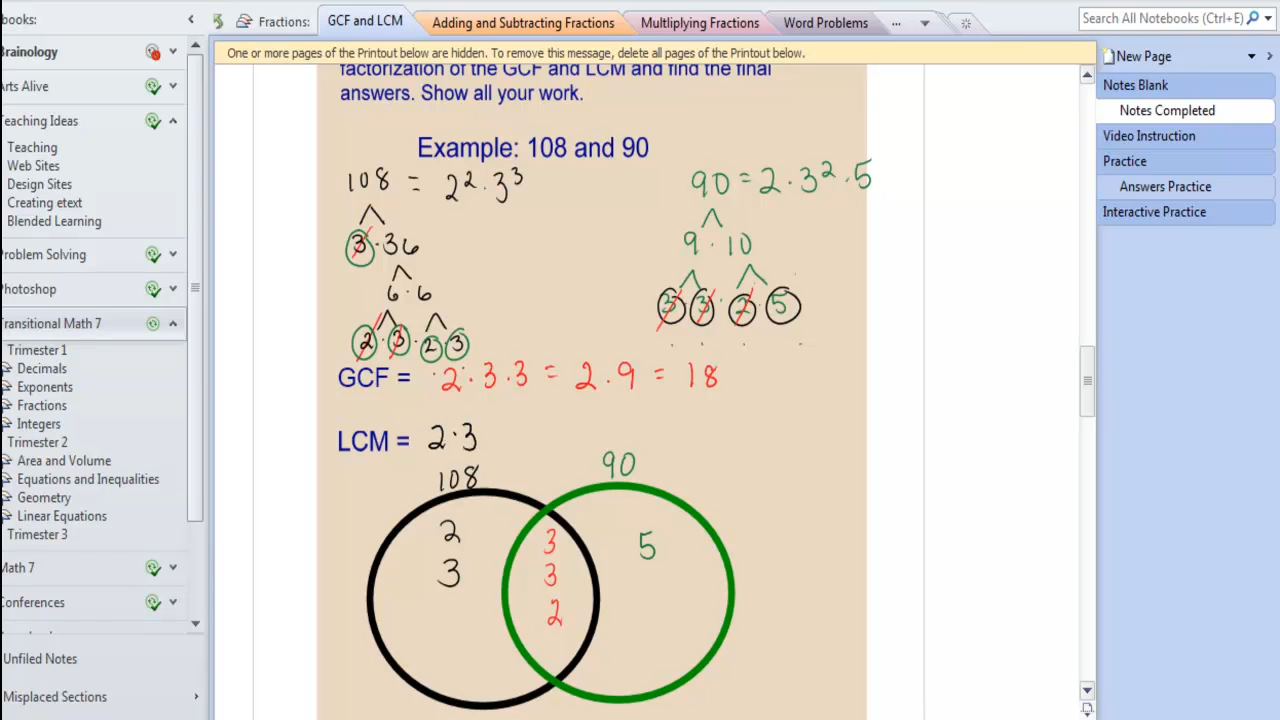 books:
Fractions:
GCF and LCM
Adding and Subtracting Fractions
Multliplying Fractions
Word Problems
...
Search All Notebooks (Ctrl+E)
Brainology
Arts Alive
Teaching Ideas
Teaching
Web Sites
Design Sites
Creating etext
Blended Learning
Problem Solving
Photoshop
Transitional Math 7
Trimester 1
Decimals
Exponents
Fractions
Integers
Trimester 2
Area and Volume
Equations and Inequalities
Geometry
Linear Equations
Trimester 3
Math 7
Conferences
Unfiled Notes
Misplaced Sections
One or more pages of the Printout below are hidden. To remove this message, delete all pages of the Printout below.
factorization of the GCF and LCM and find the final
answers. Show all your work.
Example: 108 and 90
108 = 2² · 3³
3 · 36
6 · 6
2 · 3 · 2 · 3
90 = 2 · 3² · 5
9 · 10
3 · 3 · 2 · 5
GCF = 2 · 3 · 3 = 2 · 9 = 18
LCM = 2 · 3
108
90
2
3
3
3
2
5
New Page
Notes Blank
Notes Completed
Video Instruction
Practice
Answers Practice
Interactive Practice